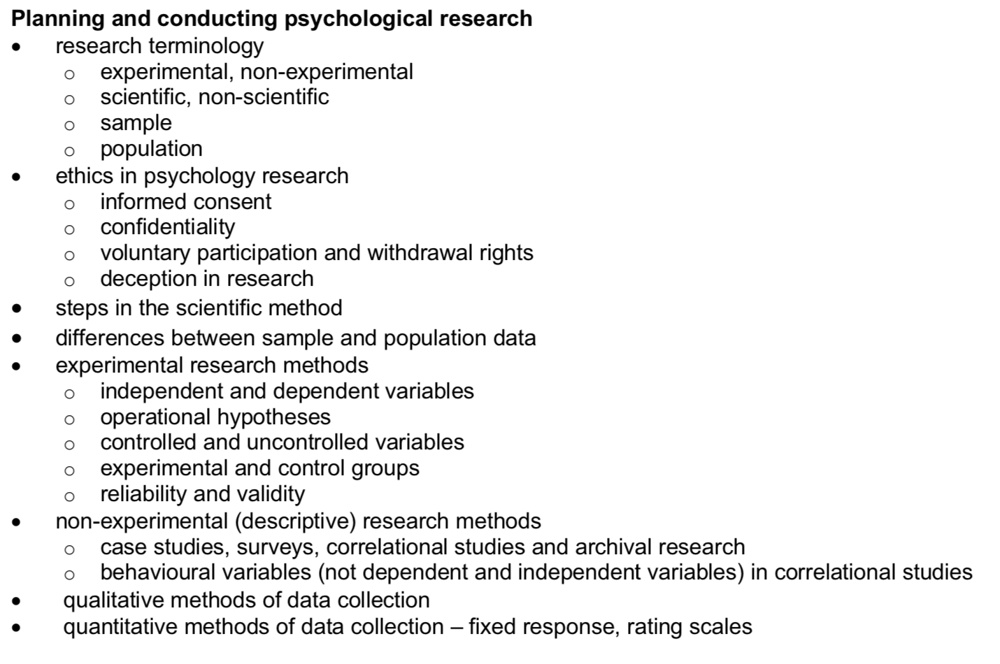 Planning and conducting psychological research
• research terminology
o experimental, non-experimental
o scientific, non-scientific
o sample
o population
• ethics in psychology research
o informed consent
o confidentiality
o voluntary participation and withdrawal rights
o deception in research
• steps in the scientific method
• differences between sample and population data
• experimental research methods
o independent and dependent variables
o operational hypotheses
o controlled and uncontrolled variables
o experimental and control groups
o reliability and validity
• non-experimental (descriptive) research methods
o case studies, surveys, correlational studies and archival research
o behavioural variables (not dependent and independent variables) in correlational studies
• qualitative methods of data collection
• quantitative methods of data collection – fixed response, rating scales